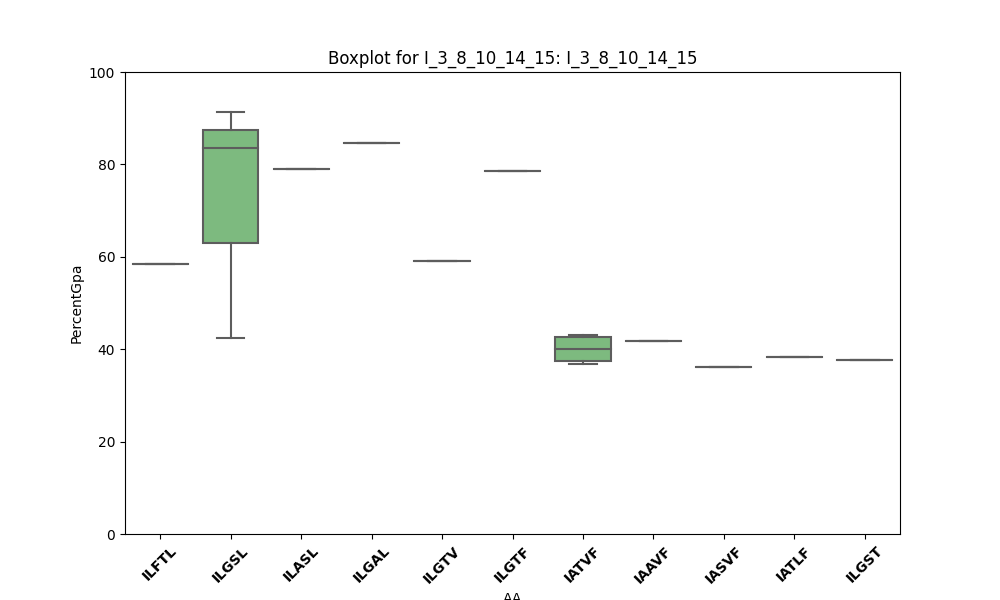 Boxplot for I_3_8_10_14_15: I_3_8_10_14_15
100
80
60
40
20
0
PercentGpa
ILFTL
ILGSL
ILASL
ILGAL
ILGTV
ILGTF
IATVF
IAAVF
IASVF
IATLF
ILGST
AA